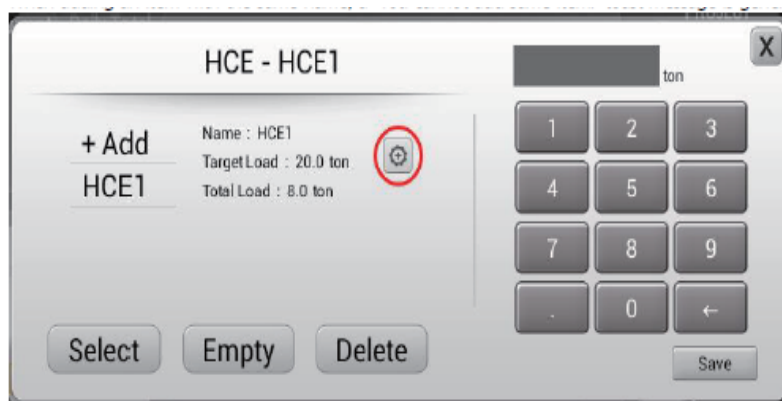 HCE - HCE1
X
ton
+ Add
HCE1
Name : HCE1
Target Load : 20.0 ton
Total Load : 8.0 ton
1 2 3
4 5 6
7 8 9
. 0 ←
Select Empty Delete
Save